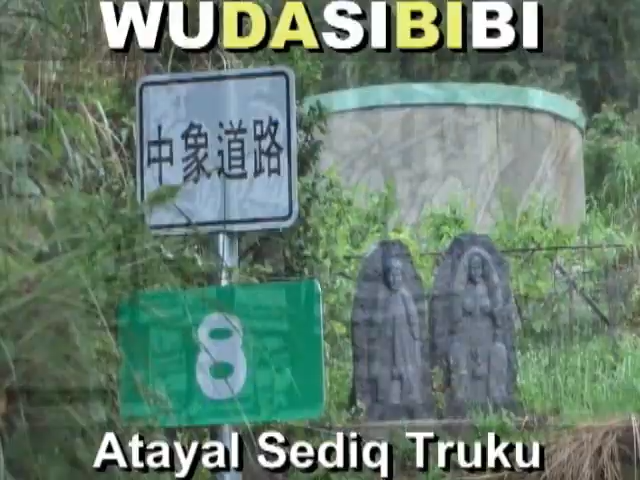 WUDASIBIBI
中象道路
8
Atayal Sediq Truku